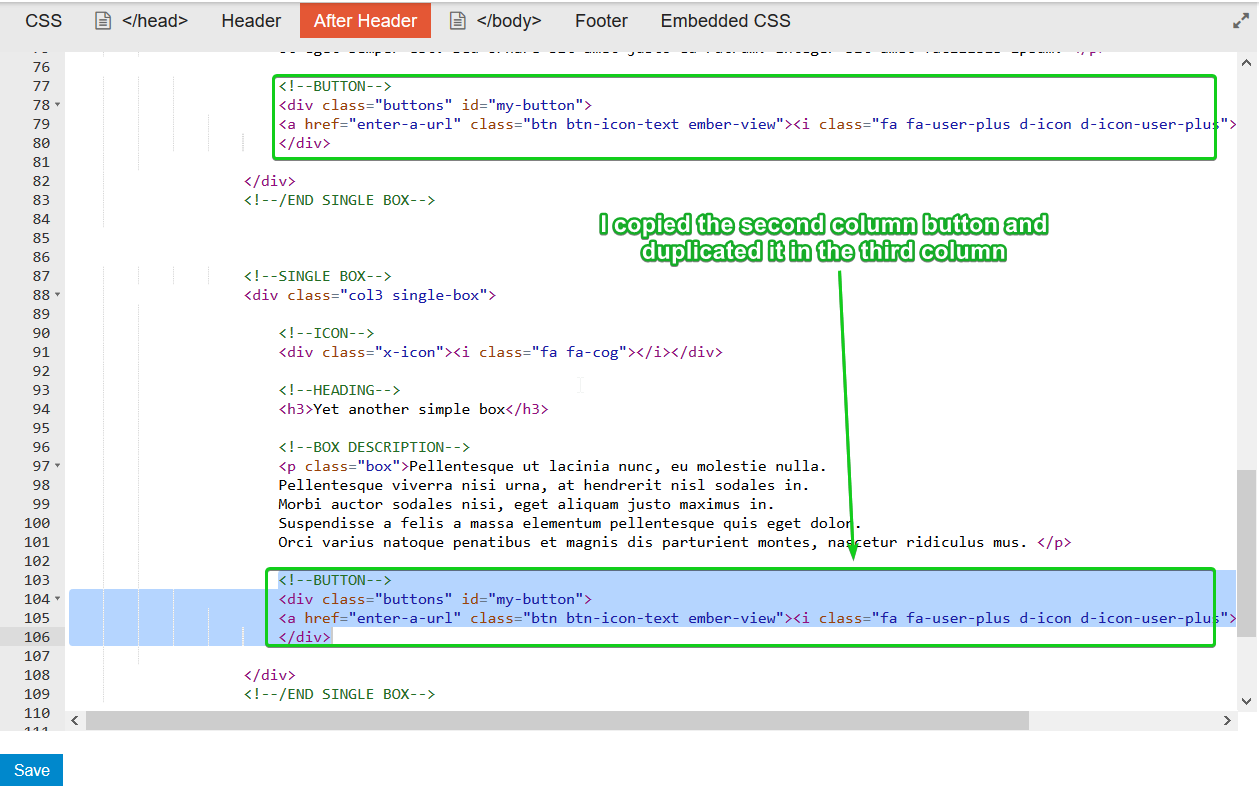 CSS </head> Header After Header </body> Footer Embedded CSS
76
77 <!--BUTTON-->
78 <div class="buttons" id="my-button">
79 <a href="enter-a-url" class="btn btn-icon-text ember-view"><i class="fa fa-user-plus d-icon d-icon-user-plus">
80 </div>
81
82 </div>
83 <!--/END SINGLE BOX-->
84
I copied the second column button and
duplicated it in the third column
85
86
87 <!--SINGLE BOX-->
88 <div class="col3 single-box">
89
90 <!--ICON-->
91 <div class="x-icon"><i class="fa fa-cog"></i></div>
92
93 <!--HEADING-->
94 <h3>Yet another simple box</h3>
95
96 <!--BOX DESCRIPTION-->
97 <p class="box">Pellentesque ut lacinia nunc, eu molestie nulla.
98 Pellentesque viverra nisi urna, at hendrerit nisl sodales in.
99 Morbi auctor sodales nisi, eget aliquam justo maximus in.
100 Suspendisse a felis a massa elementum pellentesque quis eget dolor.
101 Orci varius natoque penatibus et magnis dis parturient montes, nascetur ridiculus mus. </p>
102
103 <!--BUTTON-->
104 <div class="buttons" id="my-button">
105 <a href="enter-a-url" class="btn btn-icon-text ember-view"><i class="fa fa-user-plus d-icon d-icon-user-plus">
106 </div>
107
108 </div>
109 <!--/END SINGLE BOX-->
110
Save